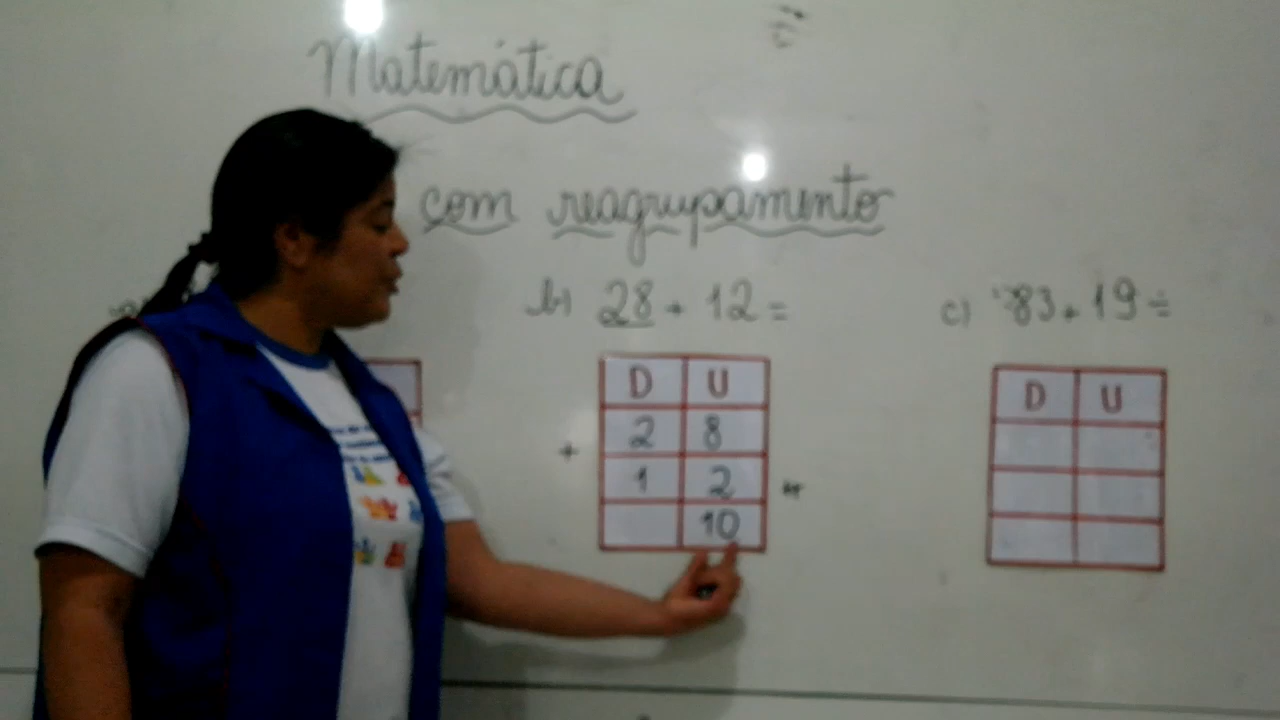 Matemática
com reagrupamento
b) 28 + 12 =
c) 83 + 19 =
D U
2 8
+
1 2
10
D U